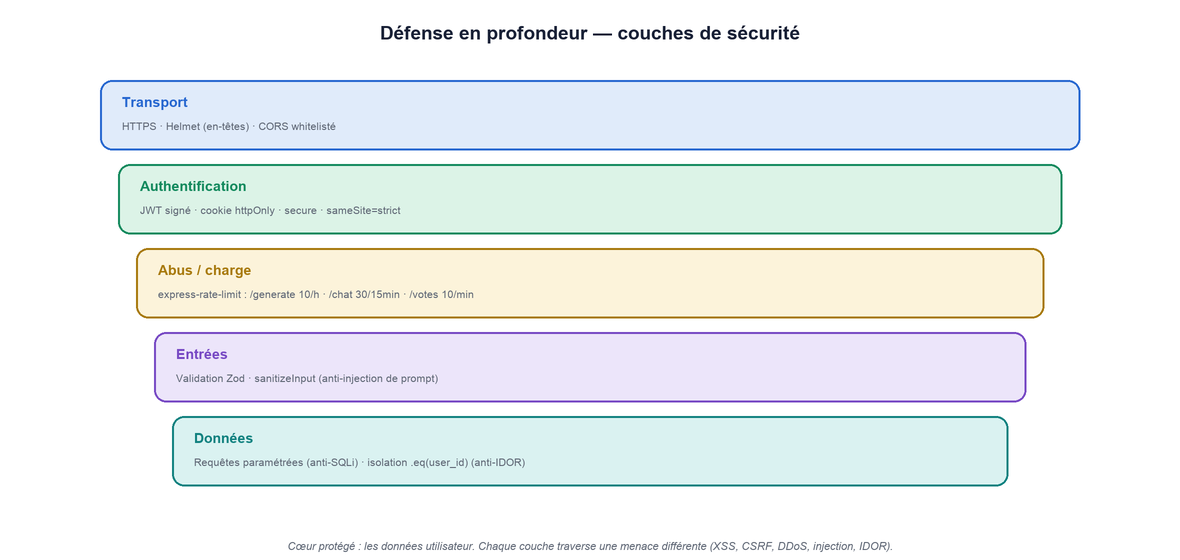 Défense en profondeur — couches de sécurité
Transport
HTTPS · Helmet (en-têtes) · CORS whitelisté
Authentification
JWT signé · cookie httpOnly · secure · sameSite=strict
Abus / charge
express-rate-limit : /generate 10/h · /chat 30/15min · /votes 10/min
Entrées
Validation Zod · sanitizeInput (anti-injection de prompt)
Données
Requêtes paramétrées (anti-SQLi) · isolation .eq(user_id) (anti-IDOR)
Cœur protégé : les données utilisateur. Chaque couche traverse une menace différente (XSS, CSRF, DDoS, injection, IDOR).